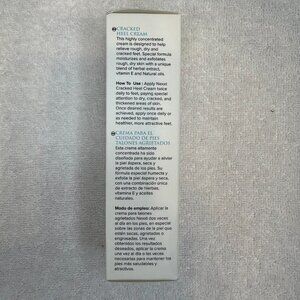 CRACKED
HEEL CREAM
This highly concentrated
cream is designed to help
relieve rough, dry and
cracked feet. Special formula
moisturizes and exfoliates
rough, dry skin with a unique
blend of herbal extract,
vitamin E and Natural oils.
How To Use : Apply Nexxt
Cracked Heel Cream twice
daily to feet, paying special
attention to dry, cracked, and
thickened areas of skin.
Once desired results are
achieved, apply once daily or
as needed to maintain
healthier, more attractive feet.
CREMA PARA EL
CUIDADO DE PIES
TALONES AGRIETADOS
Esta crema altamente
concentrada ha sido
diseñada para ayudar a aliviar
la piel áspera, seca y
agrietada de los pies. Su
fórmula especial humecta y
exfolia la piel áspera y seca,
con una combinación única
de extracto de hierbas,
vitamina E y aceites
naturales.
Modo de empleo: Aplicar la
crema para talones
agrietados Nexxt dos veces
al día en los pies, en especial
sobre las zonas de la piel que
estén secas, agrietadas o
engrosadas. Una vez
obtenidos los resultados
deseados, aplicar la crema
una vez al día o las veces
necesarias para mantener los
pies más saludables y
atractivos.